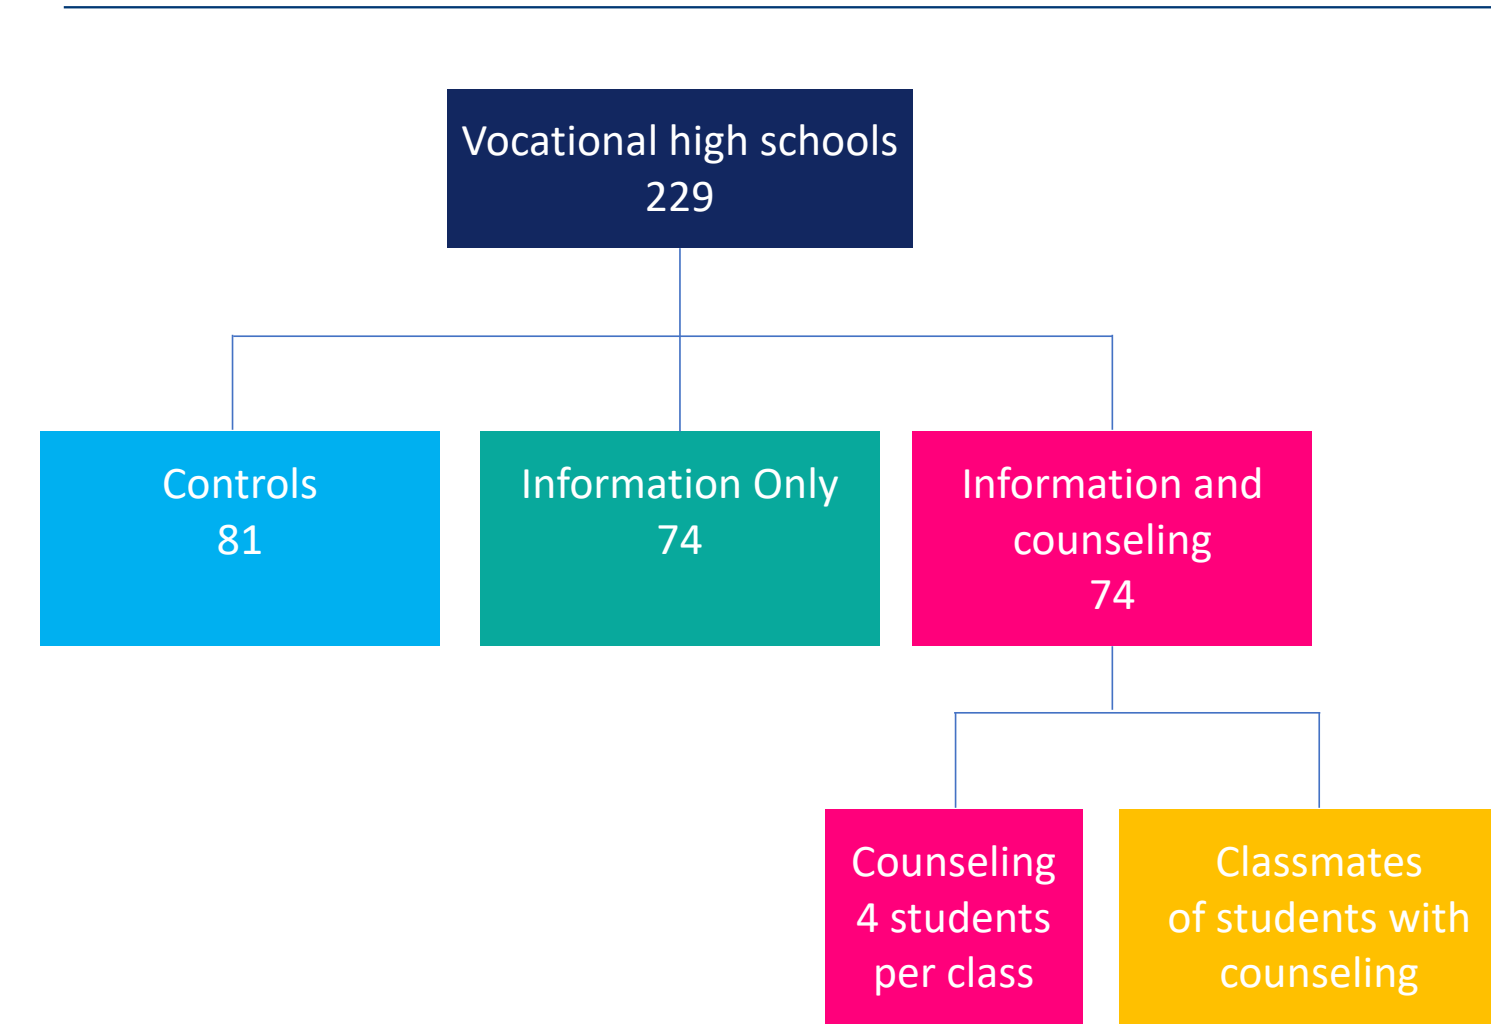 Vocational high schools
229
Controls
81
Information Only
74
Information and
counseling
74
Counseling
4 students
per class
Classmates
of students with
counseling